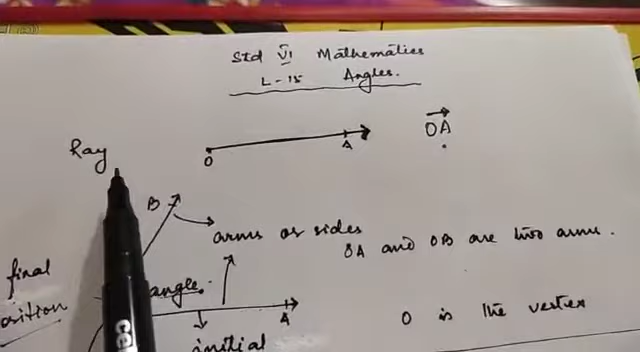 Std VI Mathematics
L-15 Angles.
Ray
O A
OA
B
arms or sides
OA and OB are two arms.
final
angle.
A
O is the vertex
initial